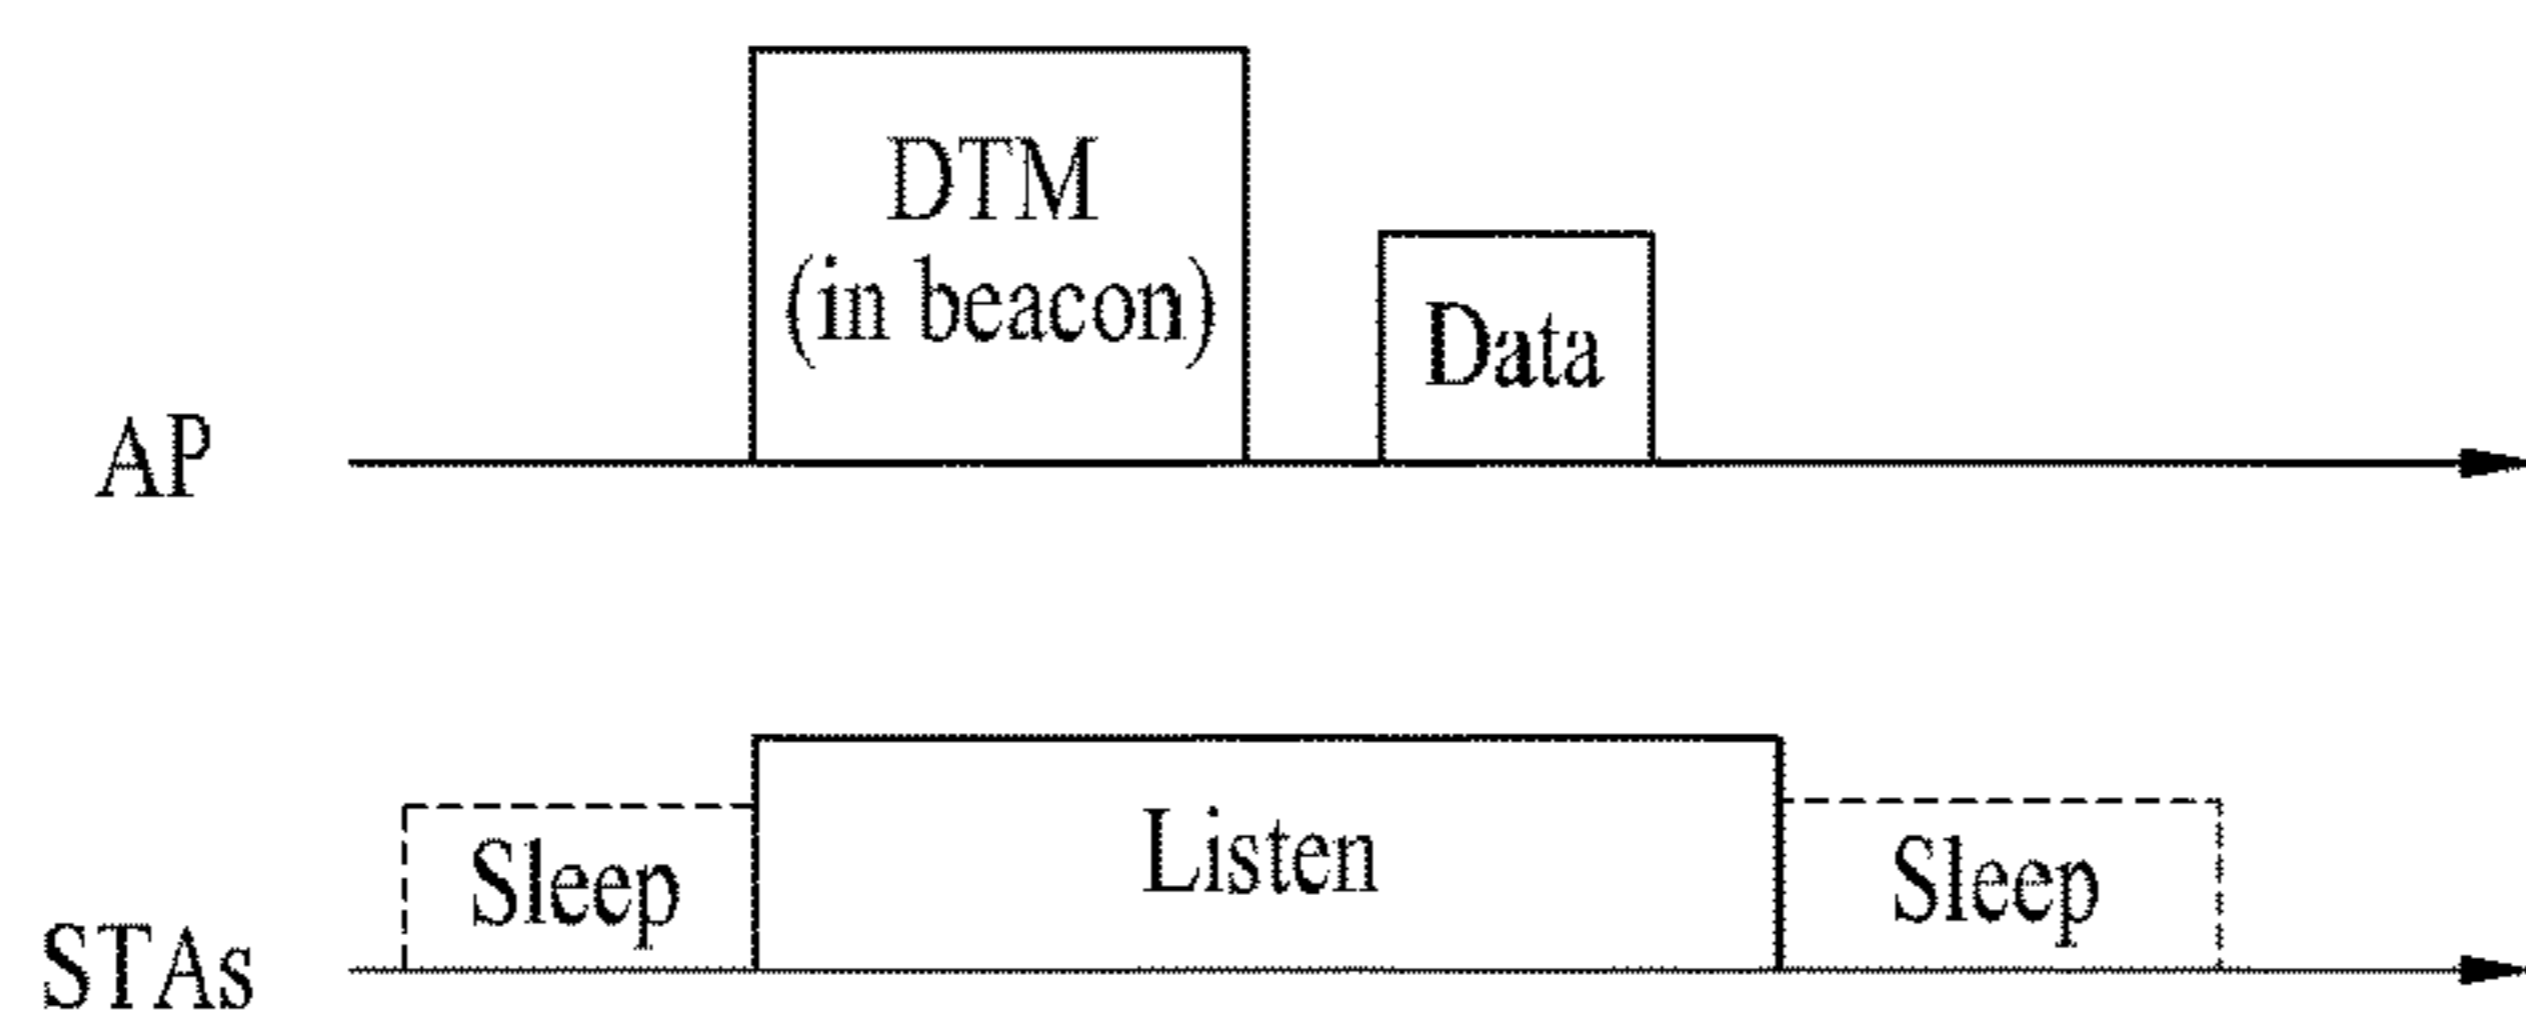 DTM
(in beacon)
Data
AP
Listen
Sleep
Sleep
STAs